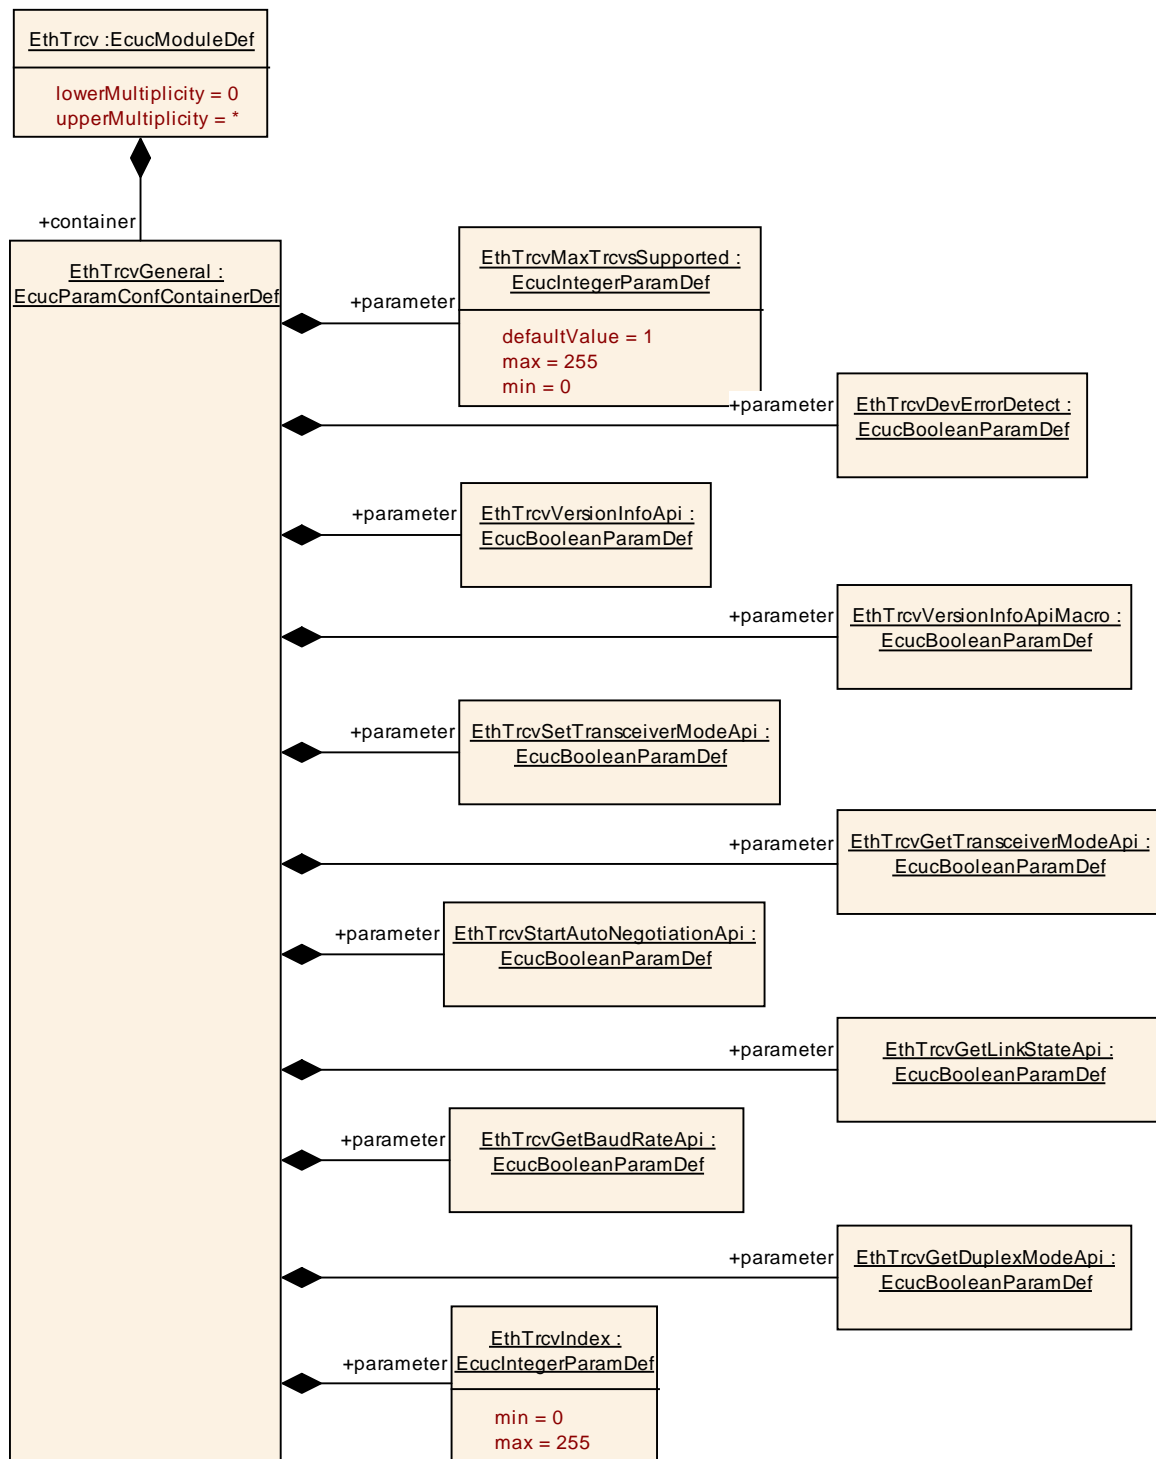 EthTrcv :EcucModuleDef
lowerMultiplicity = 0
upperMultiplicity = *
+container
EthTrcvGeneral :
EcucParamConfContainerDef
+parameter
EthTrcvMaxTrcvsSupported :
EcucIntegerParamDef
defaultValue = 1
max = 255
min = 0
+parameter
EthTrcvDevErrorDetect :
EcucBooleanParamDef
+parameter
EthTrcvVersionInfoApi :
EcucBooleanParamDef
+parameter
EthTrcvVersionInfoApiMacro :
EcucBooleanParamDef
+parameter
EthTrcvSetTransceiverModeApi :
EcucBooleanParamDef
+parameter
EthTrcvGetTransceiverModeApi :
EcucBooleanParamDef
+parameter
EthTrcvStartAutoNegotiationApi :
EcucBooleanParamDef
+parameter
EthTrcvGetLinkStateApi :
EcucBooleanParamDef
+parameter
EthTrcvGetBaudRateApi :
EcucBooleanParamDef
+parameter
EthTrcvGetDuplexModeApi :
EcucBooleanParamDef
+parameter
EthTrcvIndex :
EcucIntegerParamDef
min = 0
max = 255